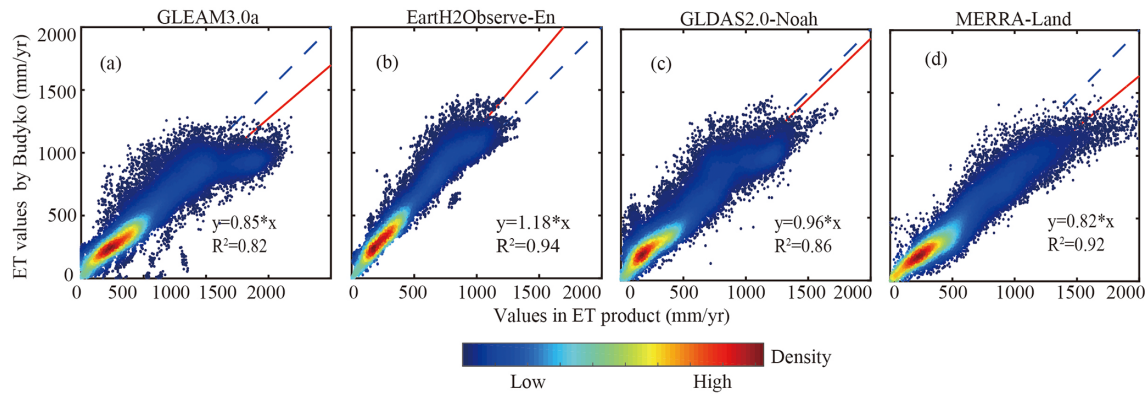 GLEAM3.0a
EartH2Observe-En
GLDAS2.0-Noah
MERRA-Land
ET values by Budyko (mm/yr)
2000
1500
1000
500
0
(a)
y=0.85*x
R²=0.82
0 500 1000 1500 2000
(b)
y=1.18*x
R²=0.94
0 500 1000 1500 2000
(c)
y=0.96*x
R²=0.86
0 500 1000 1500 2000
(d)
y=0.82*x
R²=0.92
0 500 1000 1500 2000
Values in ET product (mm/yr)
Density
Low High